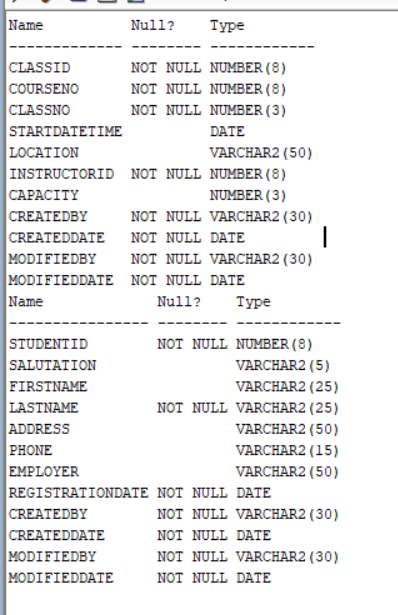 Name          Null?    Type
------------- -------- ------------
CLASSID       NOT NULL NUMBER(8)
COURSENO      NOT NULL NUMBER(8)
CLASSNO       NOT NULL NUMBER(3)
STARTDATETIME          DATE
LOCATION               VARCHAR2(50)
INSTRUCTORID  NOT NULL NUMBER(8)
CAPACITY               NUMBER(3)
CREATEDBY     NOT NULL VARCHAR2(30)
CREATEDDATE   NOT NULL DATE
MODIFIEDBY    NOT NULL VARCHAR2(30)
MODIFIEDDATE  NOT NULL DATE
Name             Null?    Type
---------------- -------- ------------
STUDENTID        NOT NULL NUMBER(8)
SALUTATION                VARCHAR2(5)
FIRSTNAME                 VARCHAR2(25)
LASTNAME         NOT NULL VARCHAR2(25)
ADDRESS                   VARCHAR2(50)
PHONE                     VARCHAR2(15)
EMPLOYER                  VARCHAR2(50)
REGISTRATIONDATE NOT NULL DATE
CREATEDBY        NOT NULL VARCHAR2(30)
CREATEDDATE      NOT NULL DATE
MODIFIEDBY       NOT NULL VARCHAR2(30)
MODIFIEDDATE     NOT NULL DATE